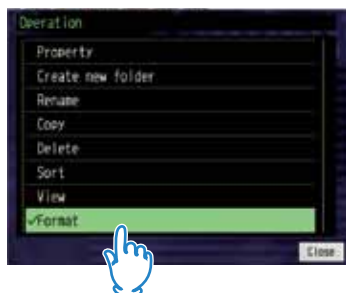 Operation
Property
Create new folder
Rename
Copy
Delete
Sort
View
✓Format
Close